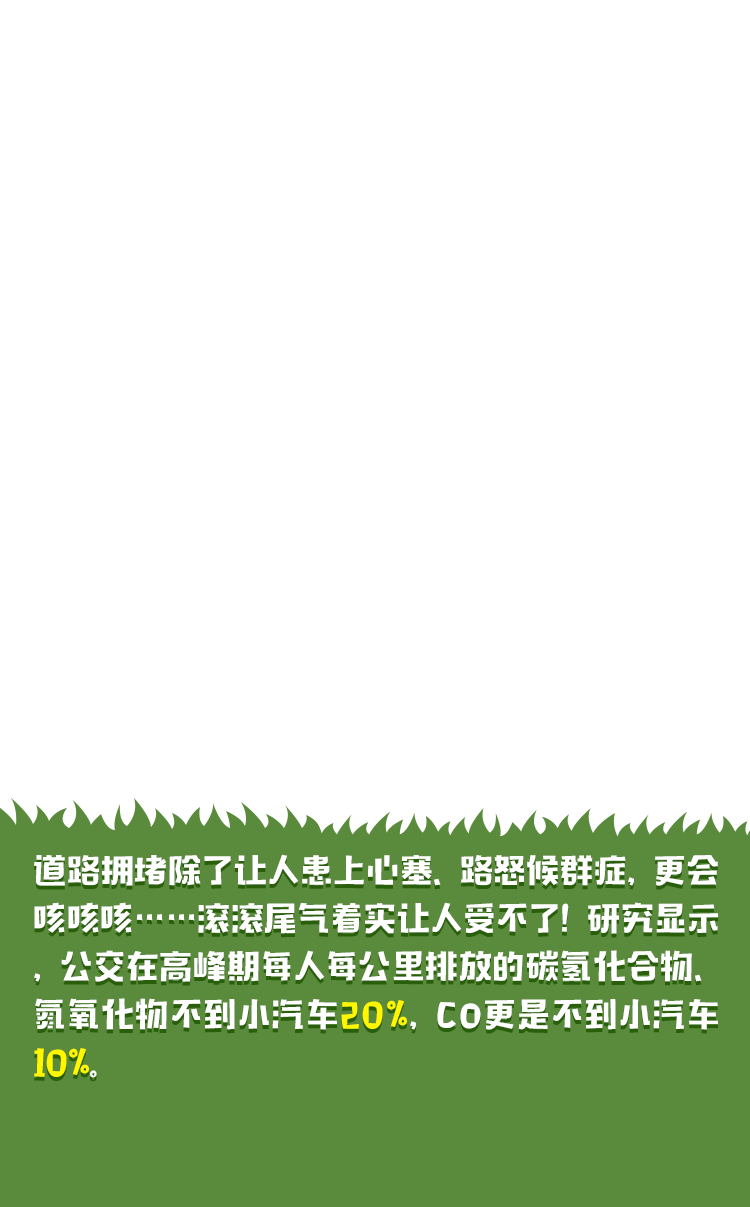 道路拥堵除了让人患上心塞、路怒候群症，更会
咳咳咳……滚滚尾气着实让人受不了！研究显示
，公交在高峰期每人每公里排放的碳氢化合物、
氮氧化物不到小汽车20%，CO更是不到小汽车
10%。